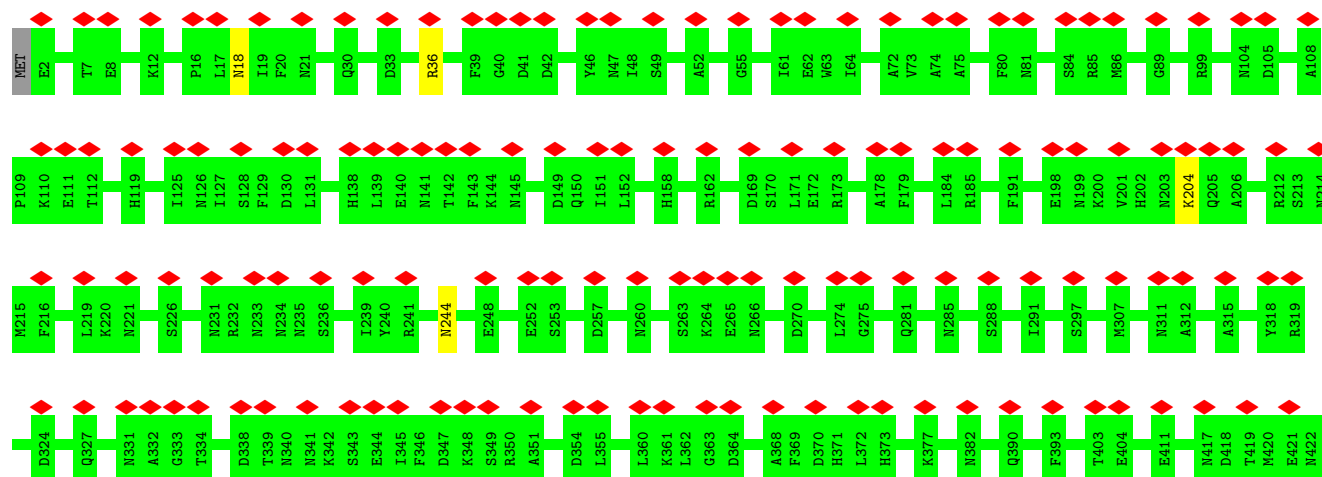 MET E2 T7 E8 K12 P16 L17 N18 I19 F20 N21 Q30 D33 R36 F39 G40 D41 D42 Y46 N47 I48 S49 A52 G55 I61 E62 W63 I64 A72 V73 A74 A75 F80 N81 S84 R85 M86 G89 R99 N104 D105 A108
P109 K110 E111 T112 H119 I125 N126 I127 S128 F129 D130 L131 H138 L139 E140 N141 T142 F143 K144 N145 D149 Q150 I151 L152 H158 R162 D169 S170 L171 E172 R173 A178 F179 L184 R185 F191 E198 N199 K200 V201 H202 N203 K204 Q205 A206 R212 S213 N214
M215 F216 L219 K220 N221 S226 N231 R232 N233 N234 N235 S236 I239 Y240 R241 N244 E248 E252 S253 D257 N260 S263 K264 E265 N266 D270 L274 G275 Q281 N285 S288 I291 S297 M307 N311 A312 A315 Y318 R319
D324 Q327 N331 A332 G333 T334 D338 T339 N340 N341 K342 S343 E344 I345 F346 D347 K348 S349 R350 A351 D354 L355 L360 K361 L362 G363 D364 A368 F369 D370 H371 L372 H373 K377 N382 Q390 F393 T403 E404 E411 N417 D418 T419 M420 E421 N422